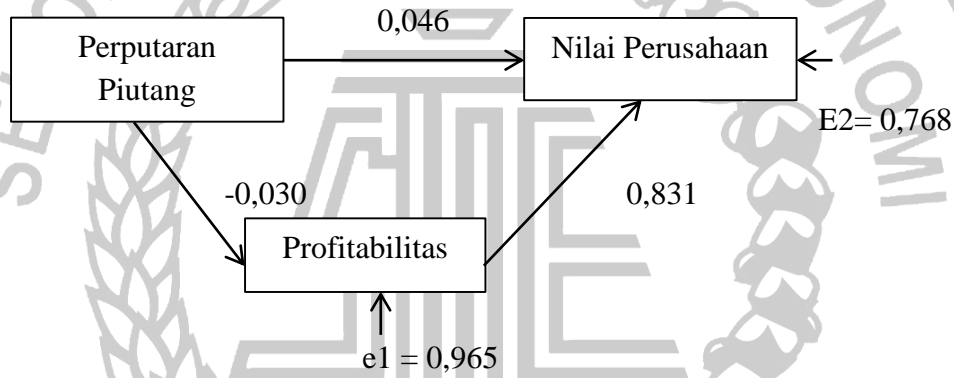 0,046
Perputaran
Piutang
Nilai Perusahaan
E2= 0,768
-0,030
0,831
Profitabilitas
e1 = 0,965